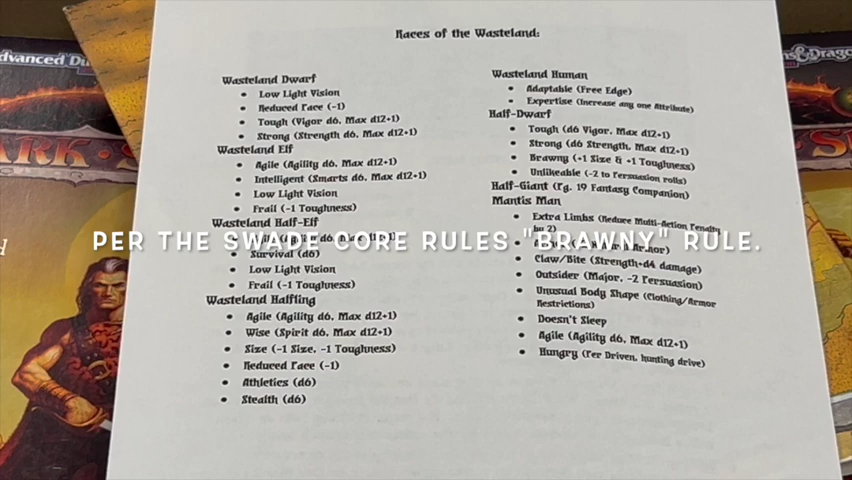 Races of the Wasteland:
Wasteland Dwarf
Low Light Vision
Reduced Pace (-1)
Tough (Vigor d6, Max d12+1)
Strong (Strength d6, Max d12+1)
Wasteland Elf
Agile (Agility d6, Max d12+1)
Intelligent (Smarts d6, Max d12+1)
Low Light Vision
Frail (-1 Toughness)
Wasteland Half-Elf
Survival (d6)
Low Light Vision
Frail (-1 Toughness)
Wasteland Halfling
Agile (Agility d6, Max d12+1)
Wise (Spirit d6, Max d12+1)
Size (-1 Size, -1 Toughness)
Reduced Pace (-1)
Athletics (d6)
Stealth (d6)
Wasteland Human
Adaptable (Free Edge)
Expertise (Increase any one Attribute)
Half-Dwarf
Tough (d6 Vigor, Max d12+1)
Strong (d6 Strength, Max d12+1)
Brawny (+1 Size & +1 Toughness)
Unlikeable (-2 to Persuasion rolls)
Half-Giant (Pg. 19 Fantasy Companion)
Mantis Man
Extra Limbs (Reduce Multi-Action Penalty
by 2)
Claw/Bite (Strength+d4 damage)
Outsider (Major, -2 Persuasion)
Unusual Body Shape (Clothing/Armor
Restrictions)
Doesn't Sleep
Agile (Agility d6, Max d12+1)
Hungry (Per Driven, hunting drive)
PER THE SWADE CORE RULES "BRAWNY" RULE.